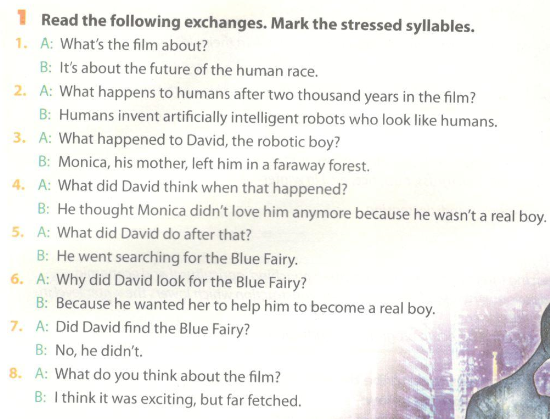 1 Read the following exchanges. Mark the stressed syllables.
1. A: What's the film about?
B: It's about the future of the human race.
2. A: What happens to humans after two thousand years in the film?
B: Humans invent artificially intelligent robots who look like humans.
3. A: What happened to David, the robotic boy?
B: Monica, his mother, left him in a faraway forest.
4. A: What did David think when that happened?
B: He thought Monica didn't love him anymore because he wasn't a real boy.
5. A: What did David do after that?
B: He went searching for the Blue Fairy.
6. A: Why did David look for the Blue Fairy?
B: Because he wanted her to help him to become a real boy.
7. A: Did David find the Blue Fairy?
B: No, he didn't.
8. A: What do you think about the film?
B: I think it was exciting, but far fetched.